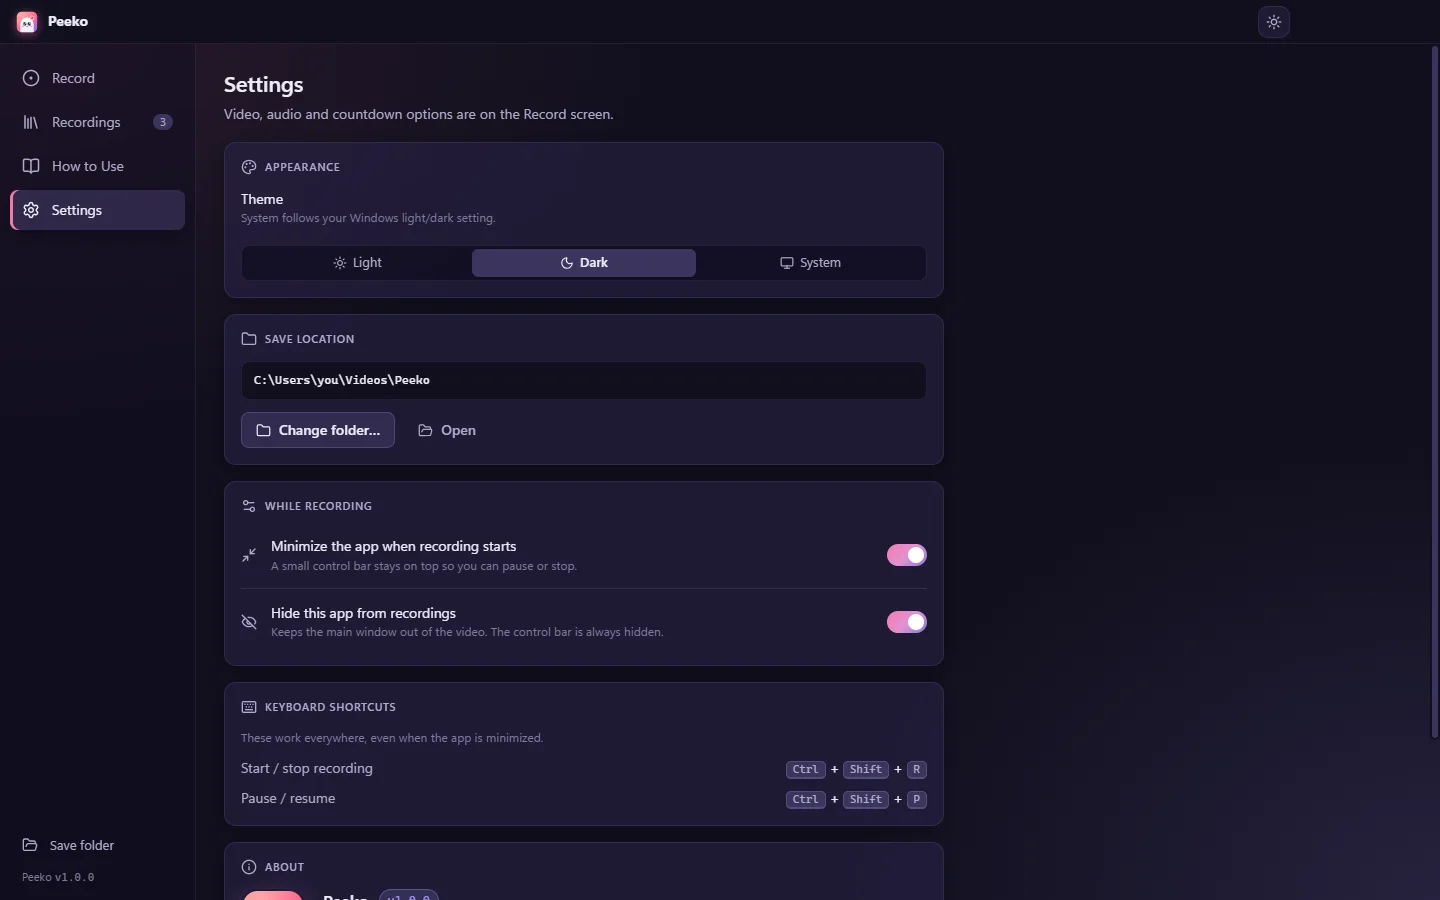 Peeko
Record
Recordings 3
How to Use
Settings
Settings
Video, audio and countdown options are on the Record screen.
APPEARANCE
Theme
System follows your Windows light/dark setting.
Light Dark System
SAVE LOCATION
C:\Users\you\Videos\Peeko
Change folder... Open
WHILE RECORDING
Minimize the app when recording starts
A small control bar stays on top so you can pause or stop.
Hide this app from recordings
Keeps the main window out of the video. The control bar is always hidden.
KEYBOARD SHORTCUTS
These work everywhere, even when the app is minimized.
Start / stop recording Ctrl + Shift + R
Pause / resume Ctrl + Shift + P
ABOUT
Peeko v1.0.0
Save folder
Peeko v1.0.0